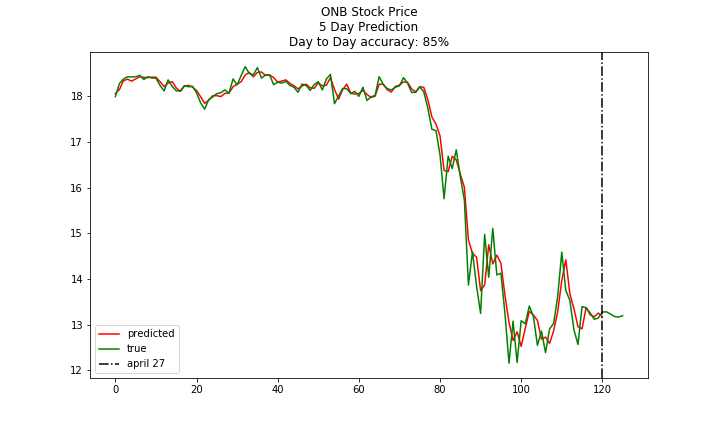 ONB Stock Price
5 Day Prediction
Day to Day accuracy: 85%
18
17
16
15
14
13
12
predicted
true
april 27
0
20
40
60
80
100
120